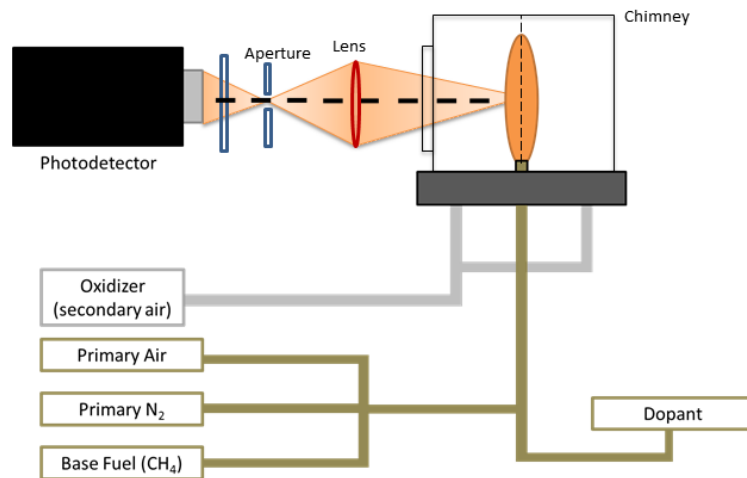 Chimney
Lens
Aperture
Photodetector
Oxidizer
(secondary air)
Primary Air
Primary N₂
Base Fuel (CH₄)
Dopant